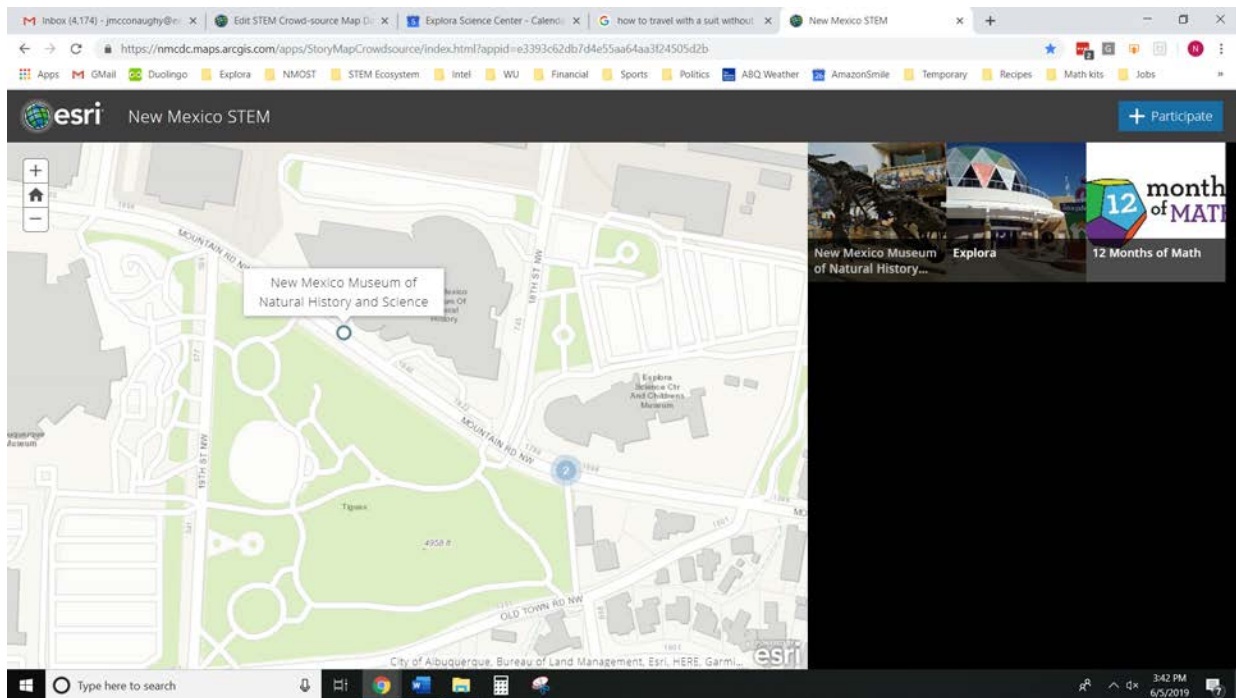 Inbox (4,174) - jmcconaughy@e
Edit STEM Crowd-source Map D
Explora Science Center - Calend
how to travel with a suit without
New Mexico STEM
https://nmcdc.maps.arcgis.com/apps/StoryMapCrowdsource/index.html?appid=e3393c62db7d4e55aa64aa3f24505d2b
Apps
GMail
Duolingo
Explora
NMOST
STEM Ecosystem
Intel
WU
Financial
Sports
Politics
ABQ Weather
AmazonSmile
Temporary
Recipes
Math kits
Jobs
esri
New Mexico STEM
+ Participate
MOUNTAIN RD NW
New Mexico Museum of
Natural History and Science
18TH ST NW
19TH ST NW
Explora
Science Ctr
And Childrens
Museum
MOUNTAIN RD NW
2
Museum
Tiguex
4958 ft
OLD TOWN RD NW
City of Albuquerque, Bureau of Land Management, Esri, HERE, Garmi...
esri
New Mexico Museum
of Natural History...
Explora
12 month
of MATH
12 Months of Math
Type here to search
3:42 PM
6/5/2019